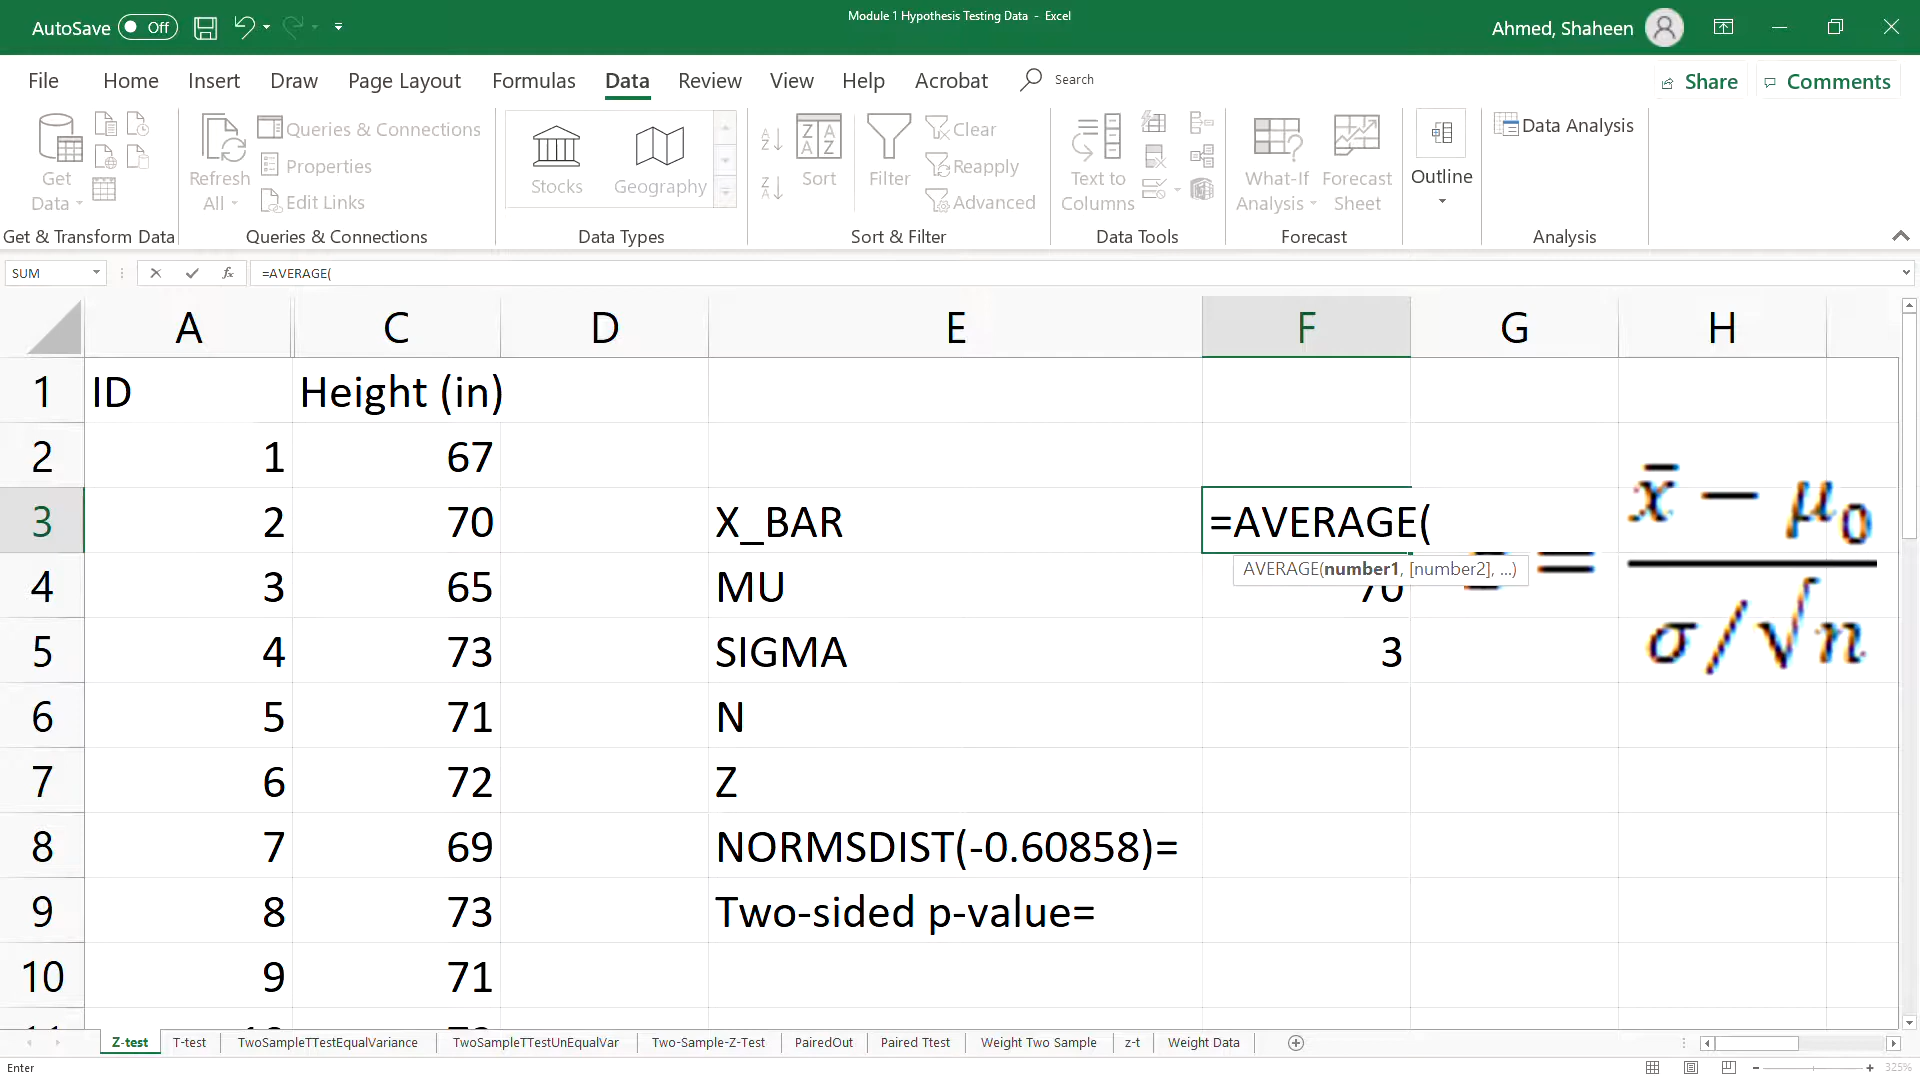 AutoSave Off
Module 1 Hypothesis Testing Data - Excel
Ahmed, Shaheen
File Home Insert Draw Page Layout Formulas Data Review View Help Acrobat Search
Share Comments
Get Data
Refresh All
Queries & Connections
Properties
Edit Links
Stocks
Geography
Sort
Filter
Clear
Reapply
Advanced
Text to Columns
What-If Analysis
Forecast Sheet
Outline
Data Analysis
Get & Transform Data
Queries & Connections
Data Types
Sort & Filter
Data Tools
Forecast
Analysis
SUM
fx
=AVERAGE(
A C D E F G H
1 ID Height (in)
2 1 67
3 2 70 X_BAR =AVERAGE(
AVERAGE(number1, [number2], ...)
4 3 65 MU 70
5 4 73 SIGMA 3
6 5 71 N
7 6 72 Z
8 7 69 NORMSDIST(-0.60858)=
9 8 73 Two-sided p-value=
10 9 71
= x̄ − μ0
σ/√n
Z-test T-test TwoSampleTTestEqualVariance TwoSampleTTestUnEqualVar Two-Sample-Z-Test PairedOut Paired Ttest Weight Two Sample z-t Weight Data
Enter
325%